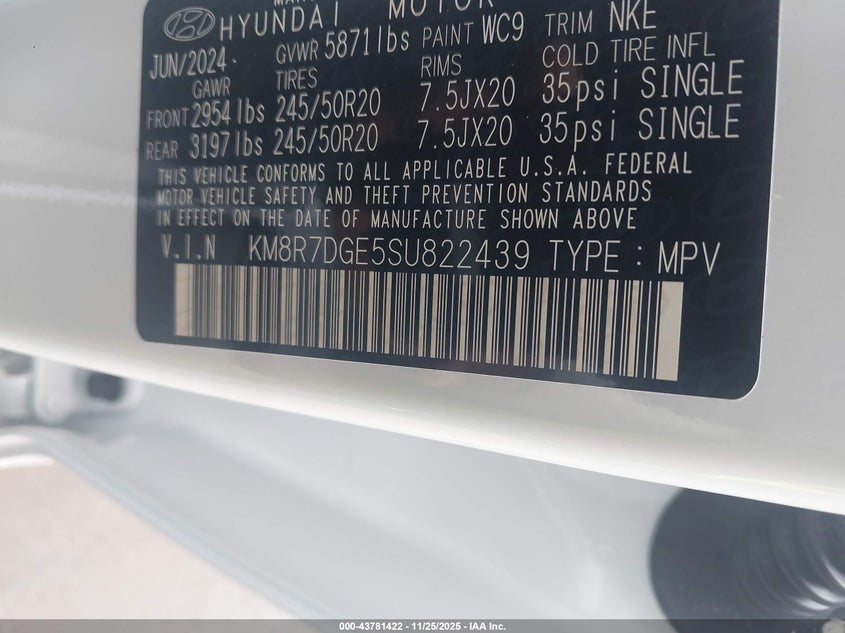 HYUNDAI MOTOR
JUN/2024 GVWR 5871lbs PAINT WC9 TRIM NKE
GAWR TIRES RIMS COLD TIRE INFL
FRONT 2954lbs 245/50R20 7.5JX20 35psi SINGLE
REAR 3197lbs 245/50R20 7.5JX20 35psi SINGLE
THIS VEHICLE CONFORMS TO ALL APPLICABLE U.S.A. FEDERAL
MOTOR VEHICLE SAFETY AND THEFT PREVENTION STANDARDS
IN EFFECT ON THE DATE OF MANUFACTURE SHOWN ABOVE
V.I.N KM8R7DGE5SU822439 TYPE : MPV
000-43781422 - 11/25/2025 - IAA Inc.